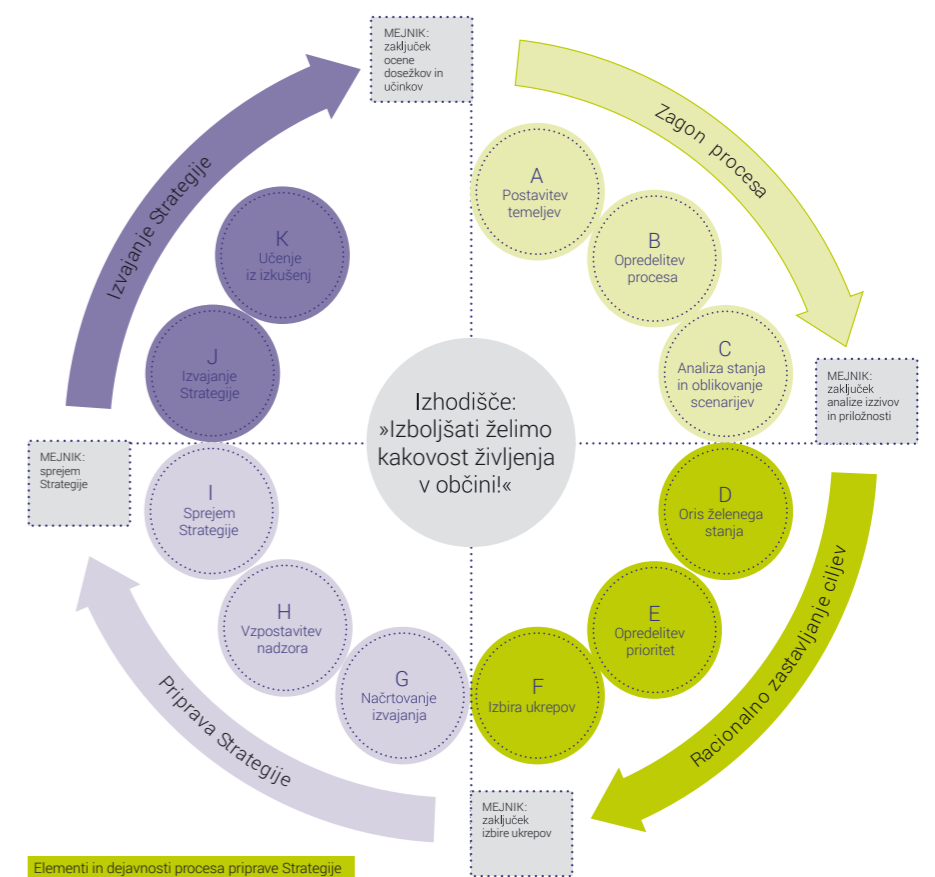 MEJNIK:
zaključek
ocene
dosežkov in
učinkov
Zagon procesa
A
Postavitev
temeljev
B
Opredelitev
procesa
C
Analiza stanja
in oblikovanje
scenarijev
MEJNIK:
zaključek
analize izzivov
in priložnosti
Racionalno zastavljanje ciljev
D
Oris želenega
stanja
E
Opredelitev
prioritet
F
Izbira ukrepov
MEJNIK:
zaključek
izbire ukrepov
Priprava Strategije
G
Načrtovanje
izvajanja
H
Vzpostavitev
nadzora
I
Sprejem
Strategije
MEJNIK:
sprejem
Strategije
Izvajanje Strategije
J
Izvajanje
Strategije
K
Učenje
iz izkušenj
Izhodišče:
»Izboljšati želimo
kakovost življenja
v občini!«
Elementi in dejavnosti procesa priprave Strategije